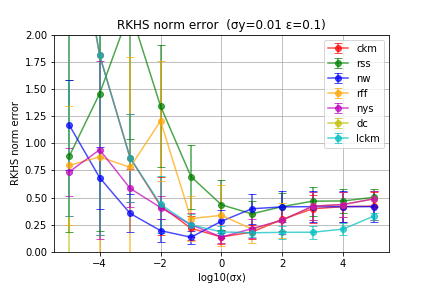 RKHS norm error (σy=0.01 ε=0.1)
2.00
1.75
1.50
1.25
1.00
0.75
0.50
0.25
0.00
RKHS norm error
ckm
rss
nw
rff
nys
dc
lckm
−4 −2 0 2 4
log10(σx)